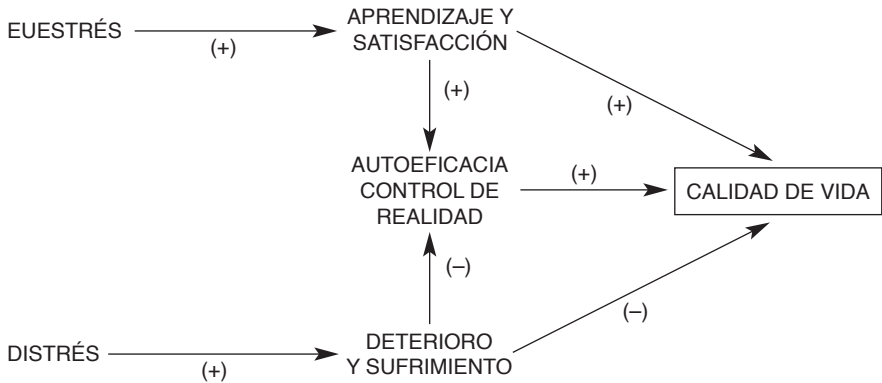 EUESTRÉS
(+)
APRENDIZAJE Y
SATISFACCIÓN
(+)
(+)
AUTOEFICACIA
CONTROL DE
REALIDAD
(+)
CALIDAD DE VIDA
(–)
(–)
DISTRÉS
(+)
DETERIORO
Y SUFRIMIENTO